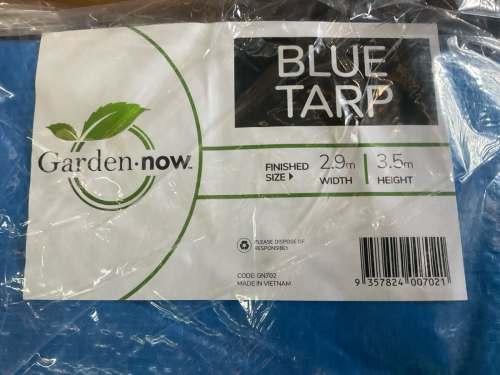 BLUE
TARP
Garden·now™
FINISHED
SIZE
2.9m
WIDTH
3.5m
HEIGHT
PLEASE DISPOSE OF
RESPONSIBLY.
CODE: GN702
MADE IN VIETNAM
9 357824 007021